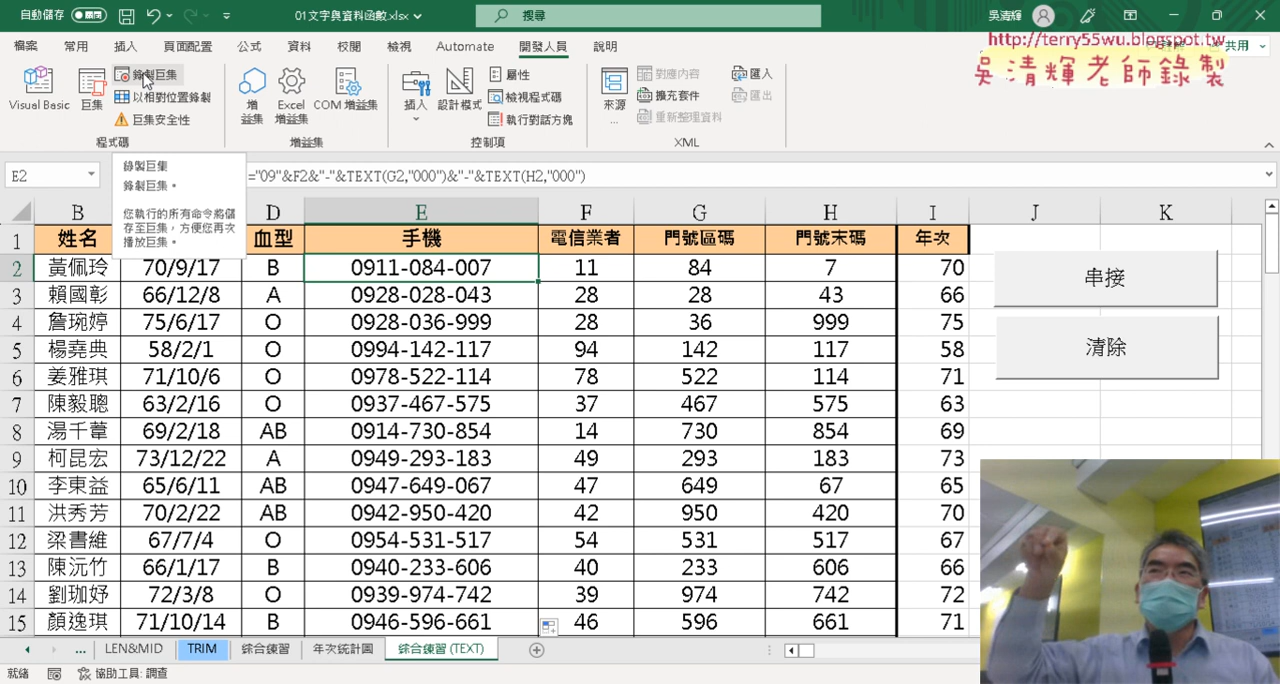 自動儲存 關閉 01文字與資料函數.xlsx 搜尋 吳清輝
http://terry55wu.blogspot.tw
吳清輝老師錄製
檔案 常用 插入 頁面配置 公式 資料 校閱 檢視 Automate 開發人員 說明 共用
Visual Basic 巨集 錄製巨集 以相對位置錄製 巨集安全性
程式碼
增益集 Excel 增益集 COM 增益集
增益集
插入 設計模式 屬性 檢視程式碼 執行對話方塊
控制項
來源... 對應內容 擴充套件 重新整理資料 匯入 匯出
XML
E2 ="09"&F2&"-"&TEXT(G2,"000")&"-"&TEXT(H2,"000")
錄製巨集
錄製巨集。
您執行的所有命令將儲
存至巨集，方便您再次
播放巨集。
B D E F G H I J K
1 姓名 血型 手機 電信業者 門號區碼 門號末碼 年次
2 黃佩玲 70/9/17 B 0911-084-007 11 84 7 70
3 賴國彰 66/12/8 A 0928-028-043 28 28 43 66
4 詹琬婷 75/6/17 O 0928-036-999 28 36 999 75
5 楊堯典 58/2/1 O 0994-142-117 94 142 117 58
6 姜雅琪 71/10/6 O 0978-522-114 78 522 114 71
7 陳毅聰 63/2/16 O 0937-467-575 37 467 575 63
8 湯千葦 69/2/18 AB 0914-730-854 14 730 854 69
9 柯昆宏 73/12/22 A 0949-293-183 49 293 183 73
10 李東益 65/6/11 AB 0947-649-067 47 649 67 65
11 洪秀芳 70/2/22 AB 0942-950-420 42 950 420 70
12 梁書維 67/7/4 O 0954-531-517 54 531 517 67
13 陳沅竹 66/1/17 B 0940-233-606 40 233 606 66
14 劉珈妤 72/3/8 O 0939-974-742 39 974 742 72
15 顏逸琪 71/10/14 B 0946-596-661 46 596 661 71
串接
清除
... LEN&MID TRIM 綜合練習 年次統計圖 綜合練習 (TEXT)
就緒 協助工具: 調查